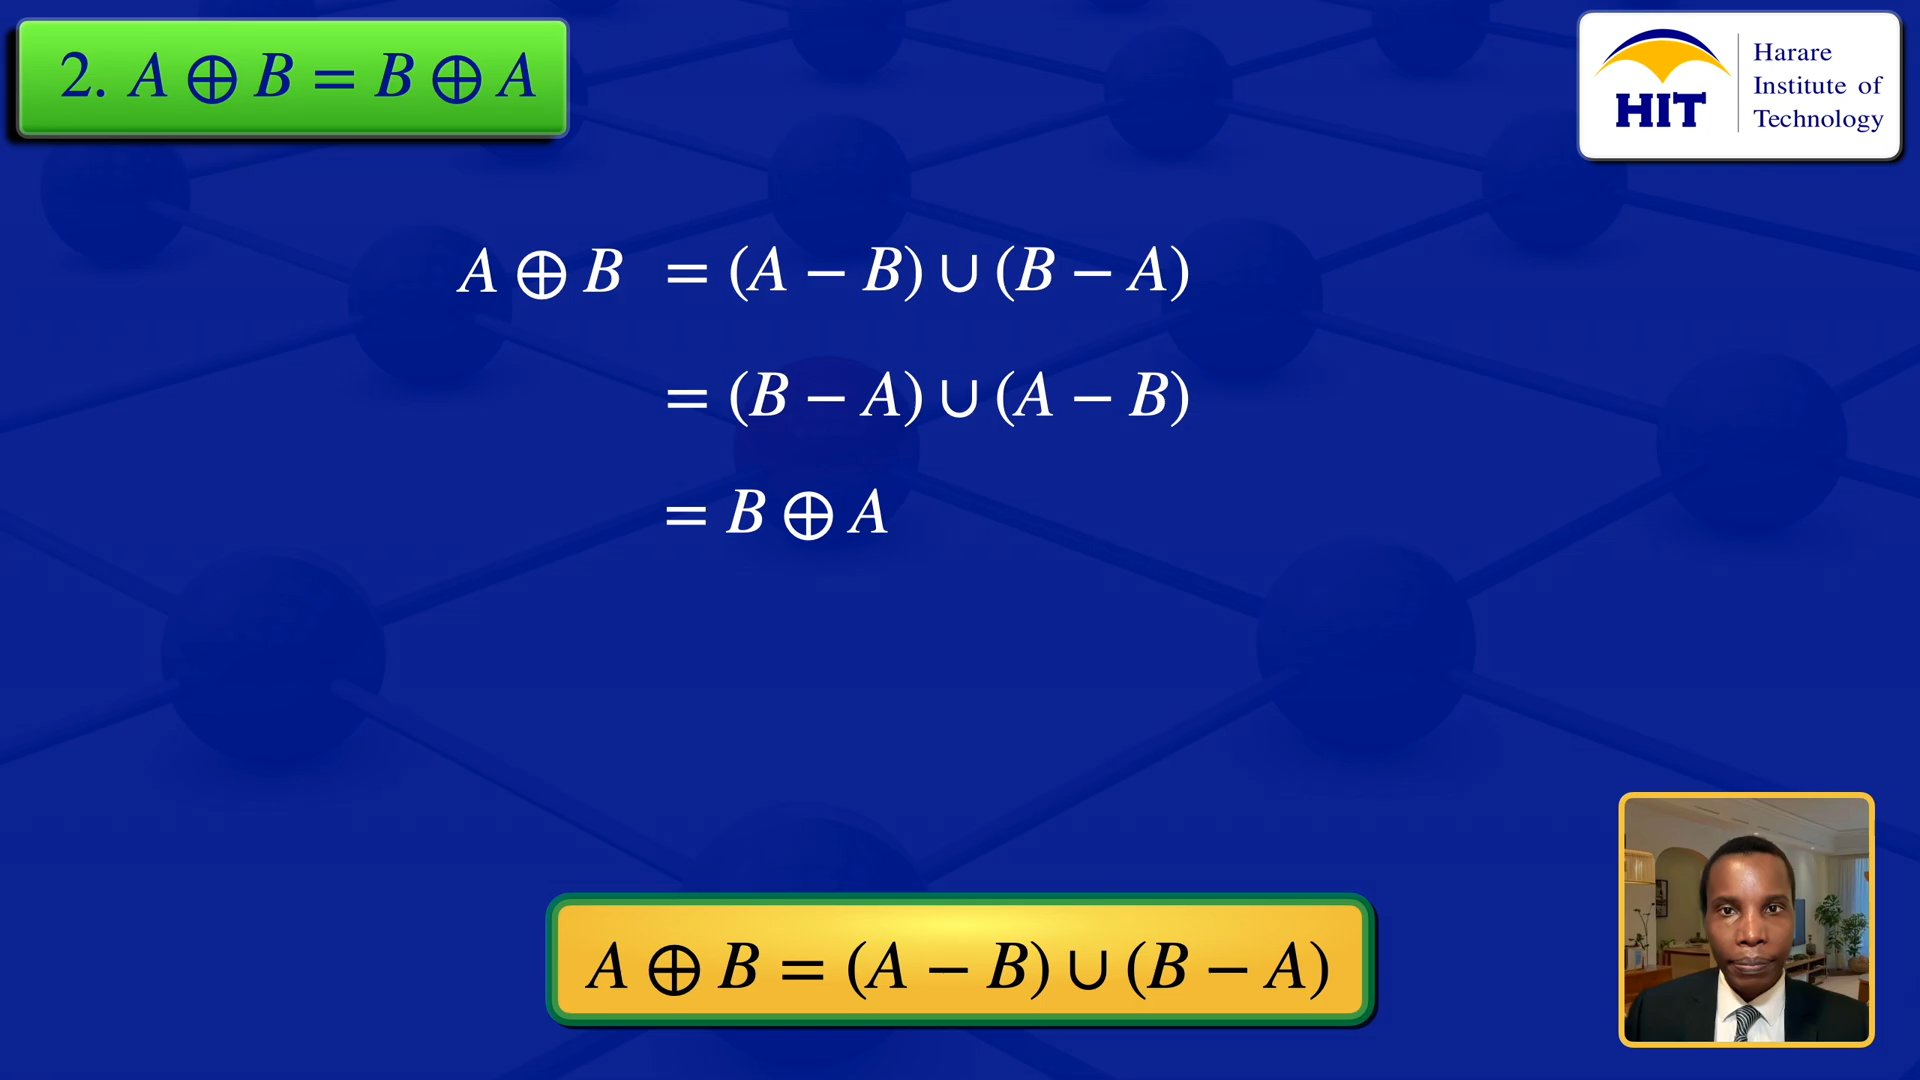 2. A ⊕ B = B ⊕ A
HIT
Harare
Institute of
Technology
A ⊕ B = (A − B) ∪ (B − A)
= (B − A) ∪ (A − B)
= B ⊕ A
A ⊕ B = (A − B) ∪ (B − A)